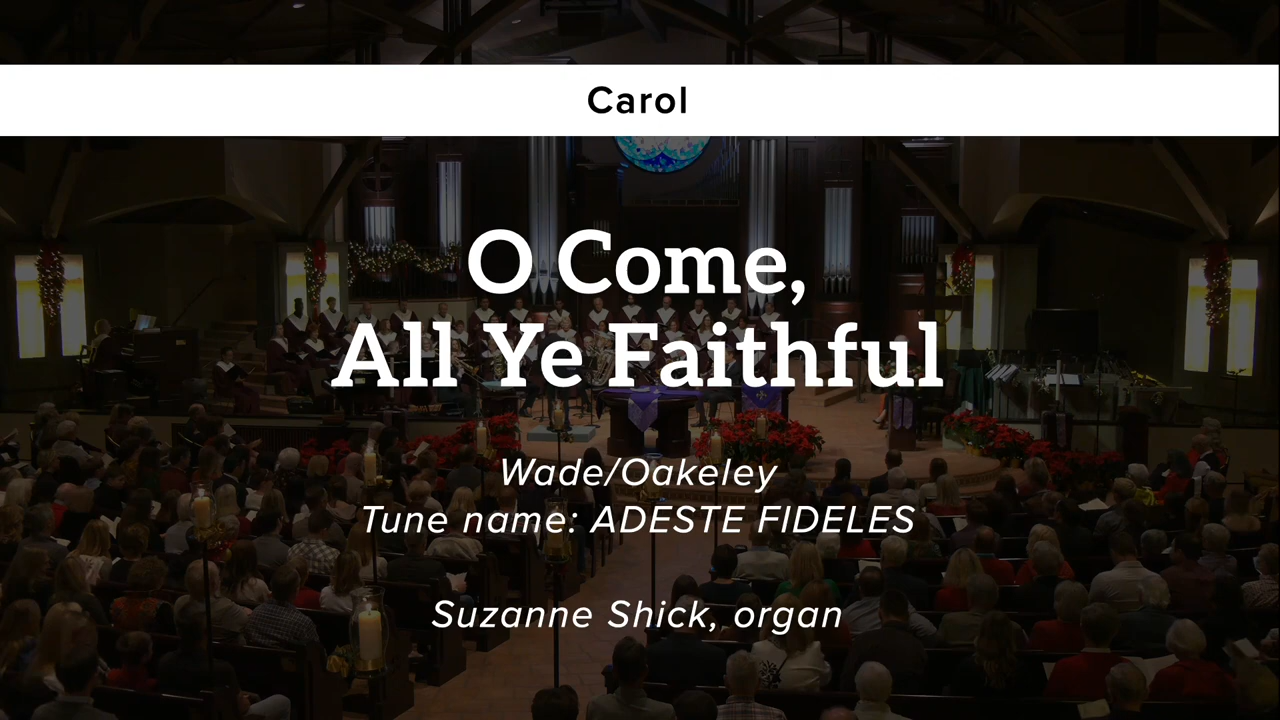 Carol
O Come,
All Ye Faithful
Wade/Oakeley
Tune name: ADESTE FIDELES
Suzanne Shick, organ